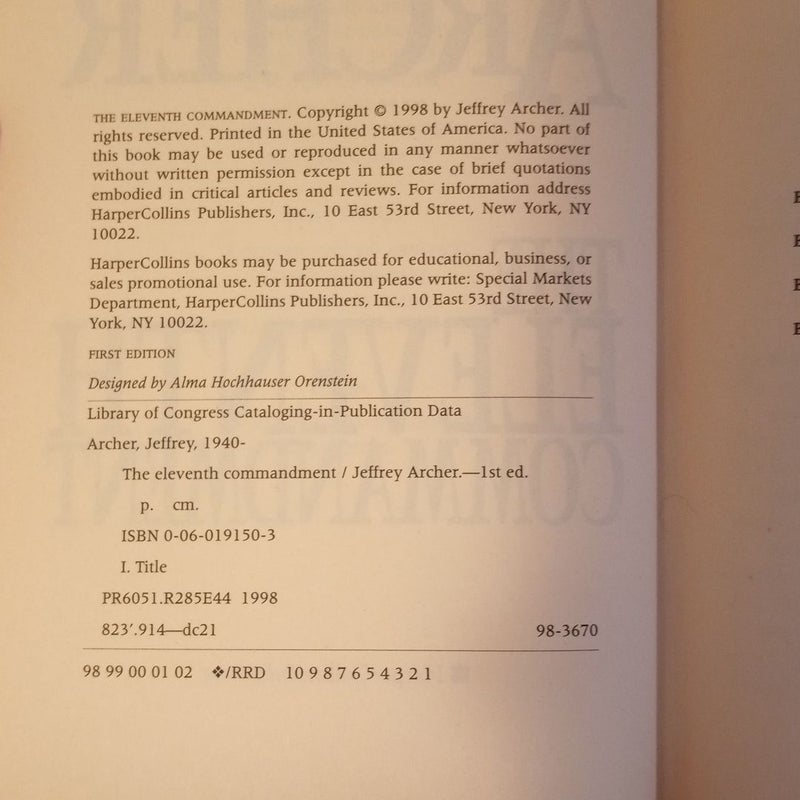 THE ELEVENTH COMMANDMENT. Copyright © 1998 by Jeffrey Archer. All
rights reserved. Printed in the United States of America. No part of
this book may be used or reproduced in any manner whatsoever
without written permission except in the case of brief quotations
embodied in critical articles and reviews. For information address
HarperCollins Publishers, Inc., 10 East 53rd Street, New York, NY
10022.
HarperCollins books may be purchased for educational, business, or
sales promotional use. For information please write: Special Markets
Department, HarperCollins Publishers, Inc., 10 East 53rd Street, New
York, NY 10022.
FIRST EDITION
Designed by Alma Hochhauser Orenstein
Library of Congress Cataloging-in-Publication Data
Archer, Jeffrey, 1940-
The eleventh commandment / Jeffrey Archer.—1st ed.
p. cm.
ISBN 0-06-019150-3
I. Title
PR6051.R285E44 1998
823'.914—dc21 98-3670
98 99 00 01 02 ❖/RRD 10 9 8 7 6 5 4 3 2 1